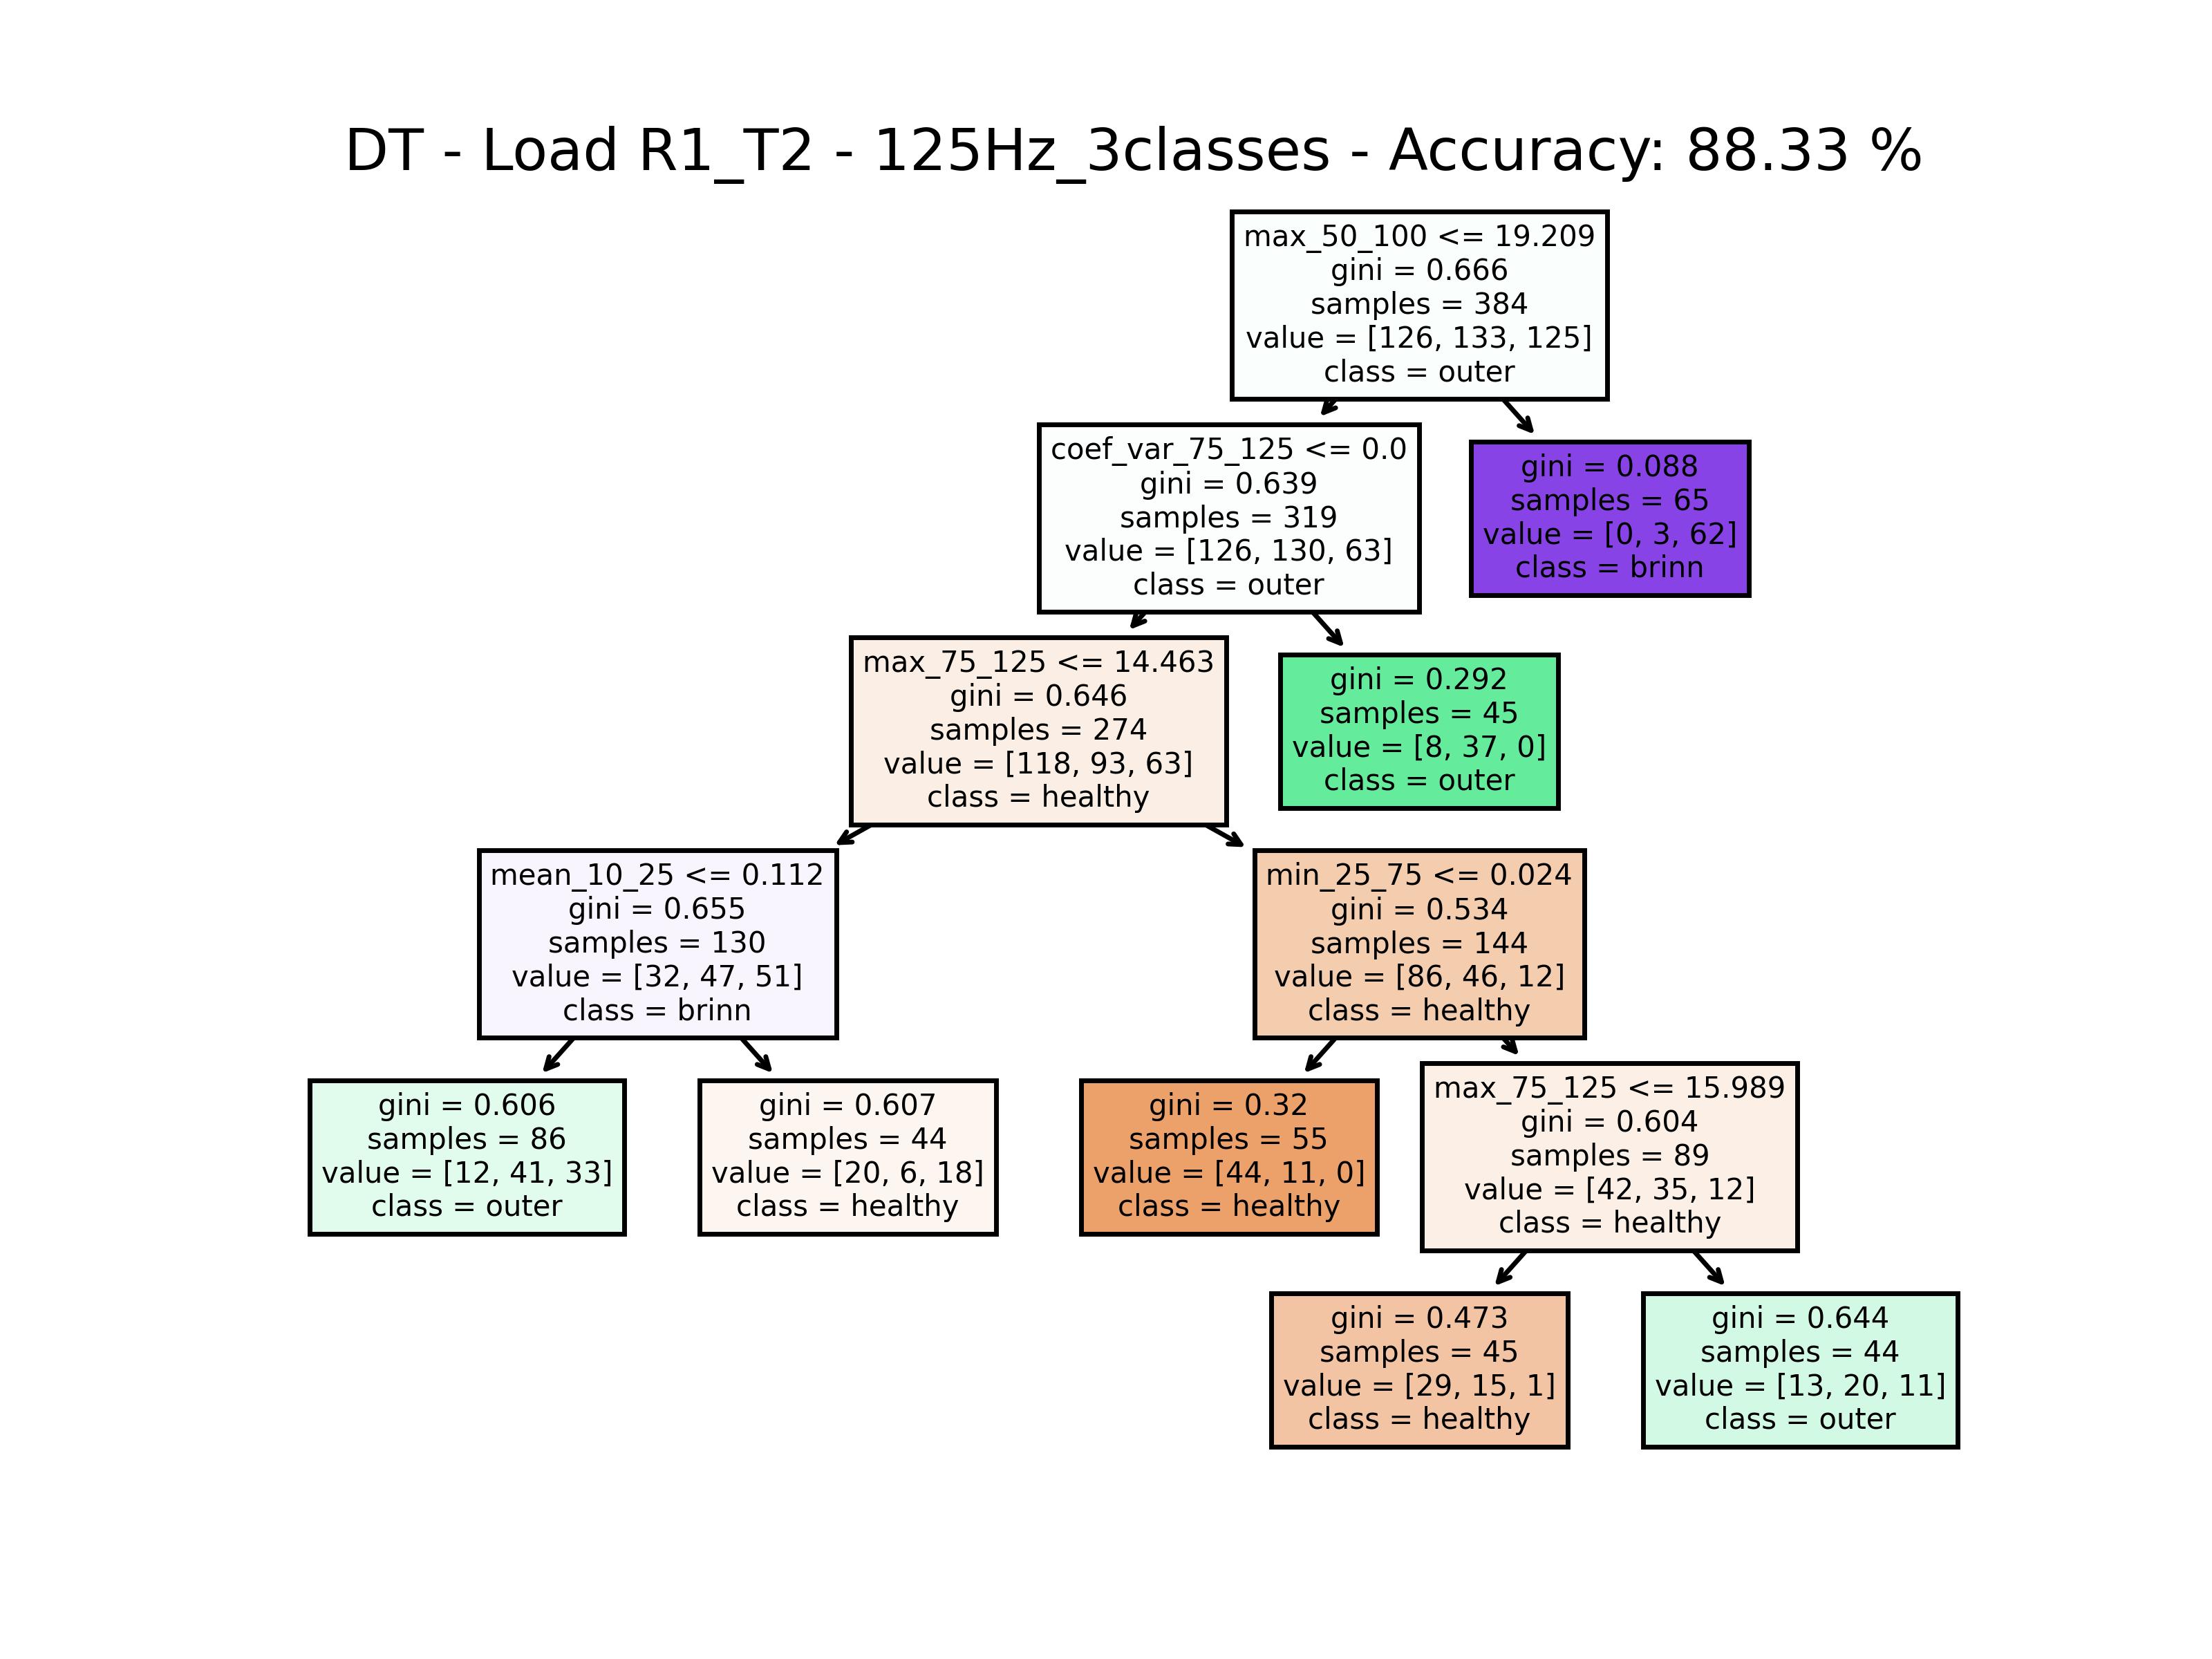 DT - Load R1_T2 - 125Hz_3classes - Accuracy: 88.33 %
max_50_100 <= 19.209
gini = 0.666
samples = 384
value = [126, 133, 125]
class = outer
coef_var_75_125 <= 0.0
gini = 0.639
samples = 319
value = [126, 130, 63]
class = outer
gini = 0.088
samples = 65
value = [0, 3, 62]
class = brinn
max_75_125 <= 14.463
gini = 0.646
samples = 274
value = [118, 93, 63]
class = healthy
gini = 0.292
samples = 45
value = [8, 37, 0]
class = outer
mean_10_25 <= 0.112
gini = 0.655
samples = 130
value = [32, 47, 51]
class = brinn
min_25_75 <= 0.024
gini = 0.534
samples = 144
value = [86, 46, 12]
class = healthy
gini = 0.606
samples = 86
value = [12, 41, 33]
class = outer
gini = 0.607
samples = 44
value = [20, 6, 18]
class = healthy
gini = 0.32
samples = 55
value = [44, 11, 0]
class = healthy
max_75_125 <= 15.989
gini = 0.604
samples = 89
value = [42, 35, 12]
class = healthy
gini = 0.473
samples = 45
value = [29, 15, 1]
class = healthy
gini = 0.644
samples = 44
value = [13, 20, 11]
class = outer